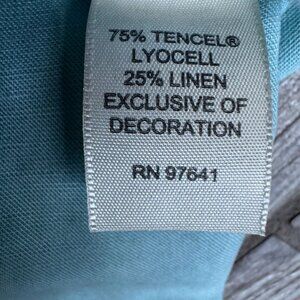 75% TENCEL®
LYOCELL
25% LINEN
EXCLUSIVE OF
DECORATION
RN 97641